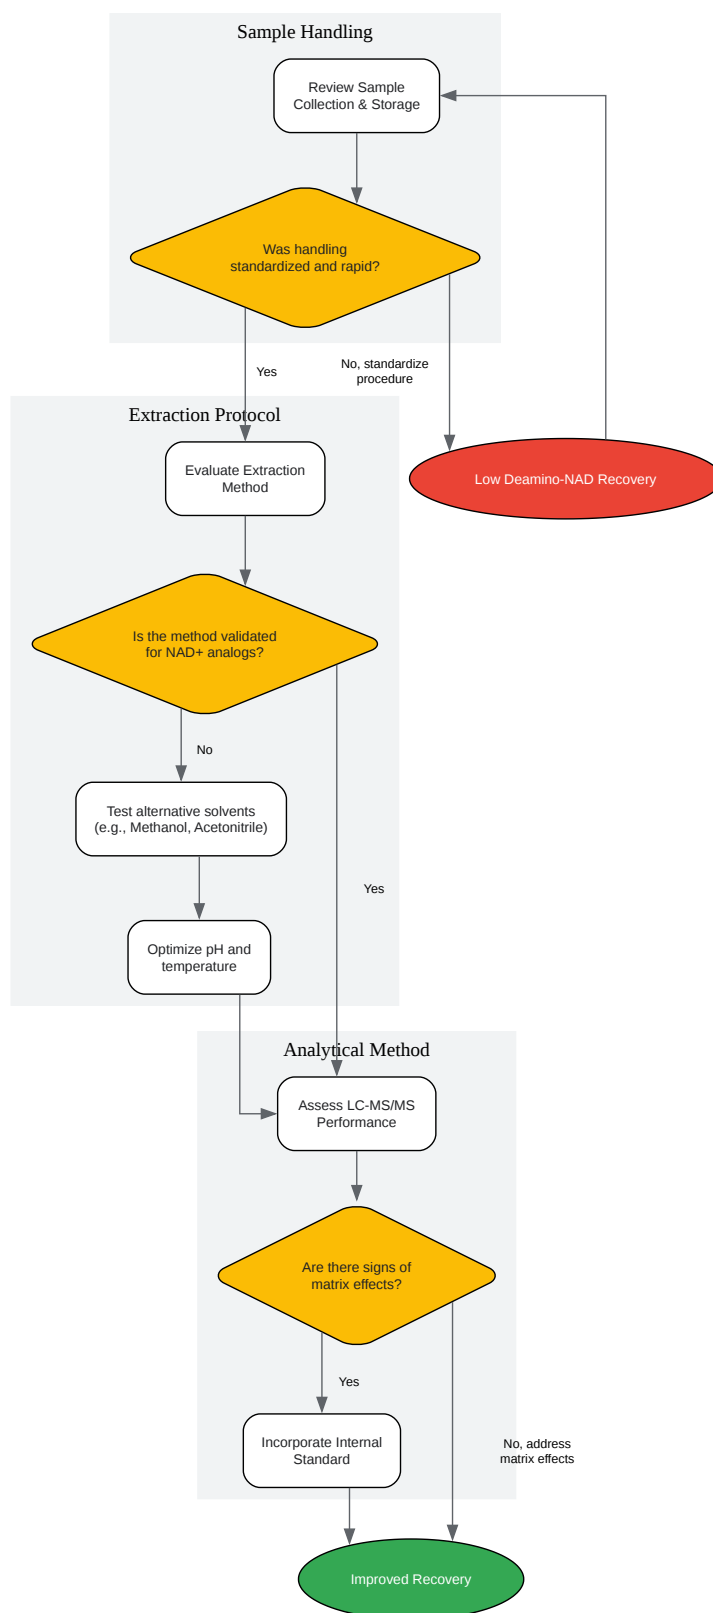 Sample Handling
Review Sample
Collection & Storage
Was handling
standardized and rapid?
Yes
No, standardize
procedure
Extraction Protocol
Evaluate Extraction
Method
Low Deamino-NAD Recovery
Is the method validated
for NAD+ analogs?
No
Test alternative solvents
(e.g., Methanol, Acetonitrile)
Yes
Optimize pH and
temperature
Analytical Method
Assess LC-MS/MS
Performance
Are there signs of
matrix effects?
Yes
Incorporate Internal
Standard
No, address
matrix effects
Improved Recovery